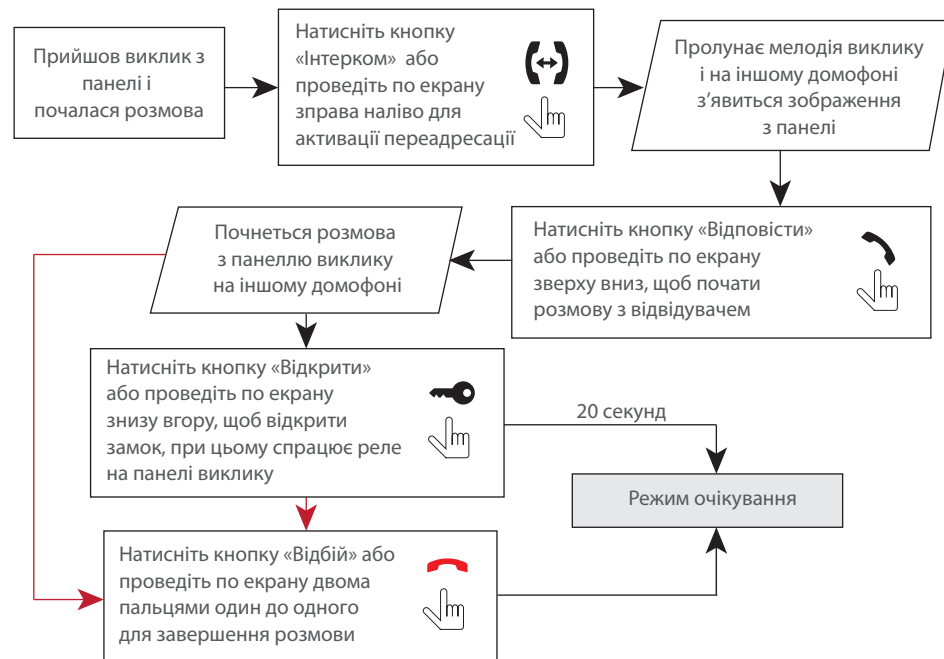 Прийшов виклик з
панелі і
почалася розмова
Натисніть кнопку
«Інтерком» або
проведіть по екрану
зправа наліво для
активації переадресації
Пролунає мелодія виклику
і на іншому домофоні
з’явиться зображення
з панелі
Натисніть кнопку «Відповісти»
або проведіть по екрану
зверху вниз, щоб почати
розмову з відвідувачем
Почнеться розмова
з панеллю виклику
на іншому домофоні
Натисніть кнопку «Відкрити»
або проведіть по екрану
знизу вгору, щоб відкрити
замок, при цьому спрацює реле
на панелі виклику
20 секунд
Режим очікування
Натисніть кнопку «Відбій» або
проведіть по екрану двома
пальцями один до одного
для завершення розмови